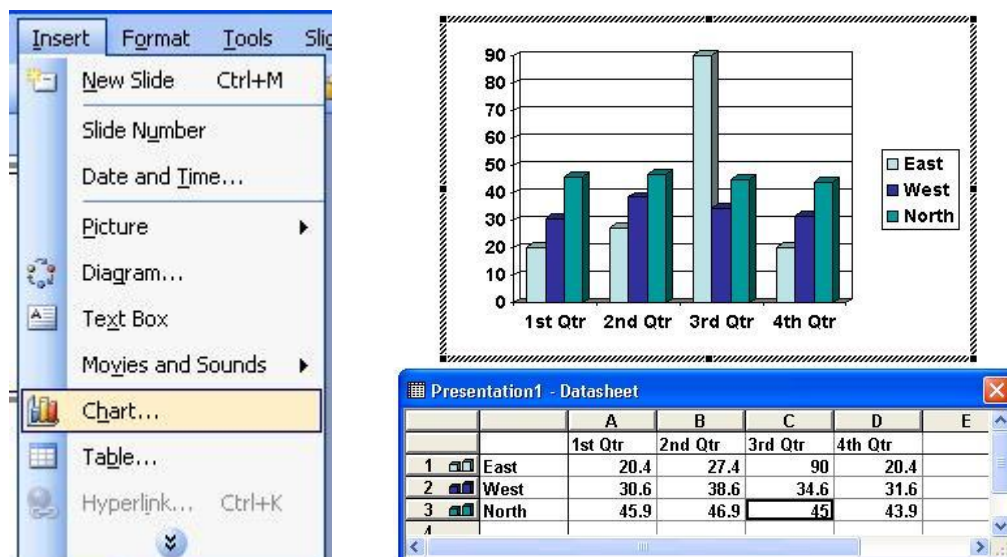 Insert Format Tools
New Slide Ctrl+M
Slide Number
Date and Time...
Picture
Diagram...
Text Box
Movies and Sounds
Chart...
Table...
Hyperlink... Ctrl+K
90
80
70
60
50
40
30
20
10
0
1st Qtr 2nd Qtr 3rd Qtr 4th Qtr
East
West
North
Presentation1 - Datasheet
A B C D E
1st Qtr 2nd Qtr 3rd Qtr 4th Qtr
1 East 20.4 27.4 90 20.4
2 West 30.6 38.6 34.6 31.6
3 North 45.9 46.9 45 43.9